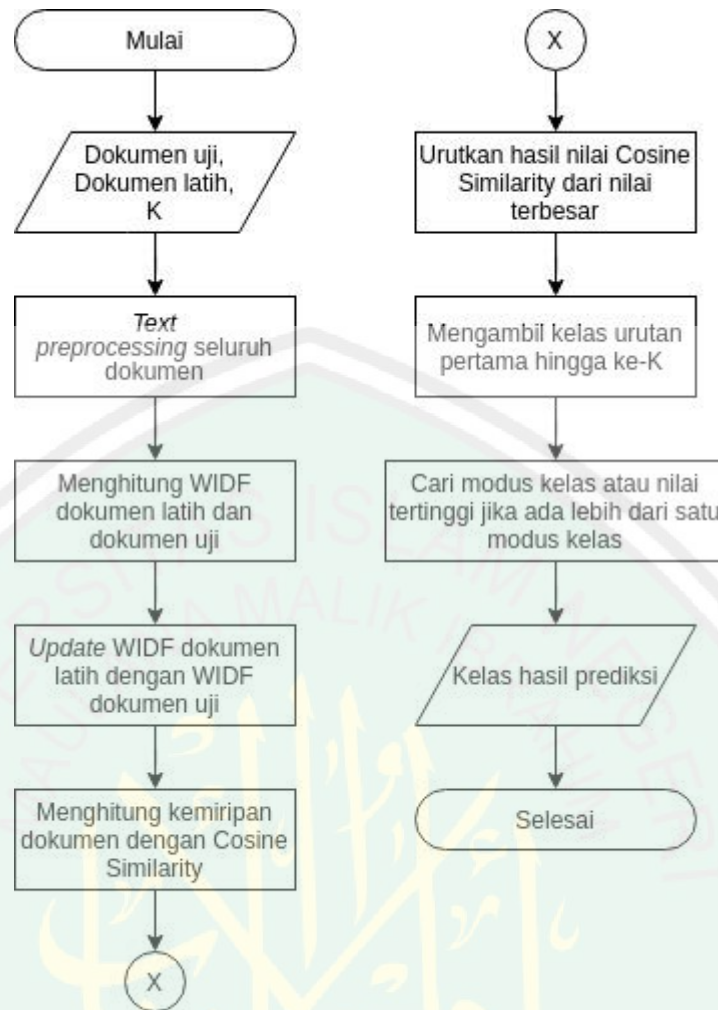 Mulai
Dokumen uji,
Dokumen latih,
K
Text
preprocessing seluruh
dokumen
Menghitung WIDF
dokumen latih dan
dokumen uji
Update WIDF dokumen
latih dengan WIDF
dokumen uji
Menghitung kemiripan
dokumen dengan Cosine
Similarity
X
X
Urutkan hasil nilai Cosine
Similarity dari nilai
terbesar
Mengambil kelas urutan
pertama hingga ke-K
Cari modus kelas atau nilai
tertinggi jika ada lebih dari satu
modus kelas
Kelas hasil prediksi
Selesai